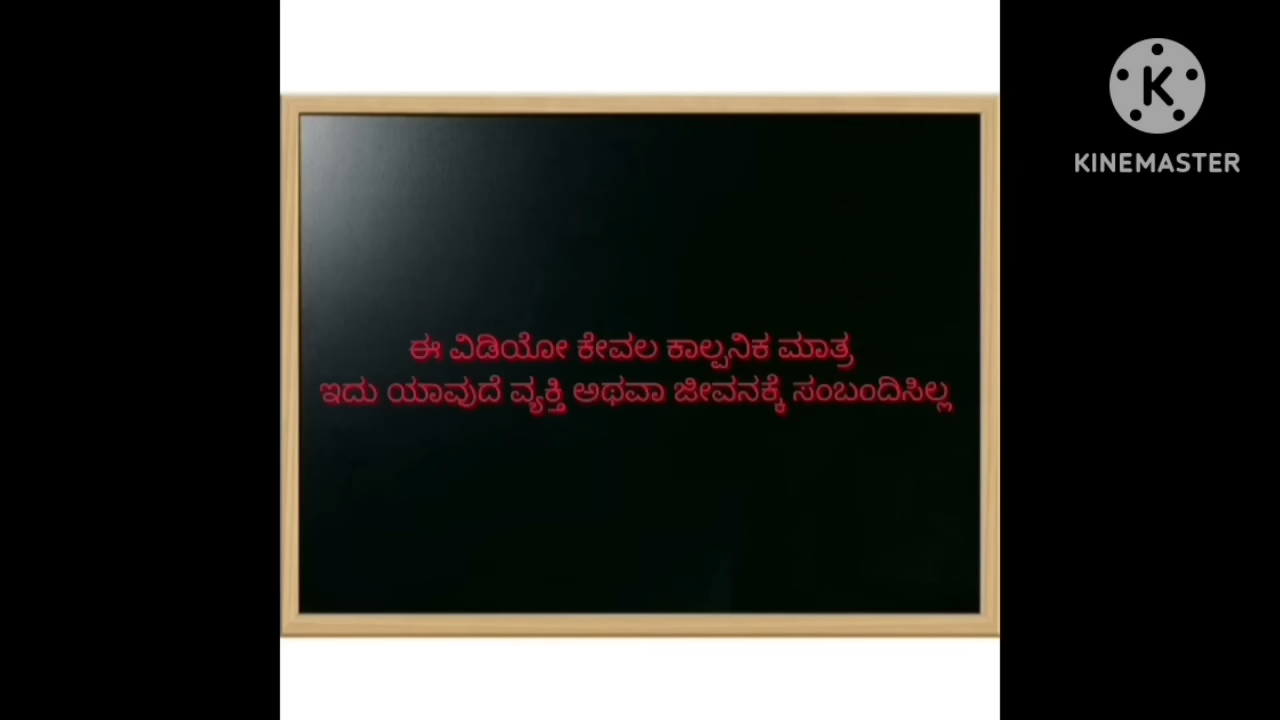 ಈ ವಿಡಿಯೋ ಕೇವಲ ಕಾಲ್ಪನಿಕ ಮಾತ್ರ
ಇದು ಯಾವುದೆ ವ್ಯಕ್ತಿ ಅಥವಾ ಜೀವನಕ್ಕೆ ಸಂಬಂದಿಸಿಲ್ಲ
K
KINEMASTER